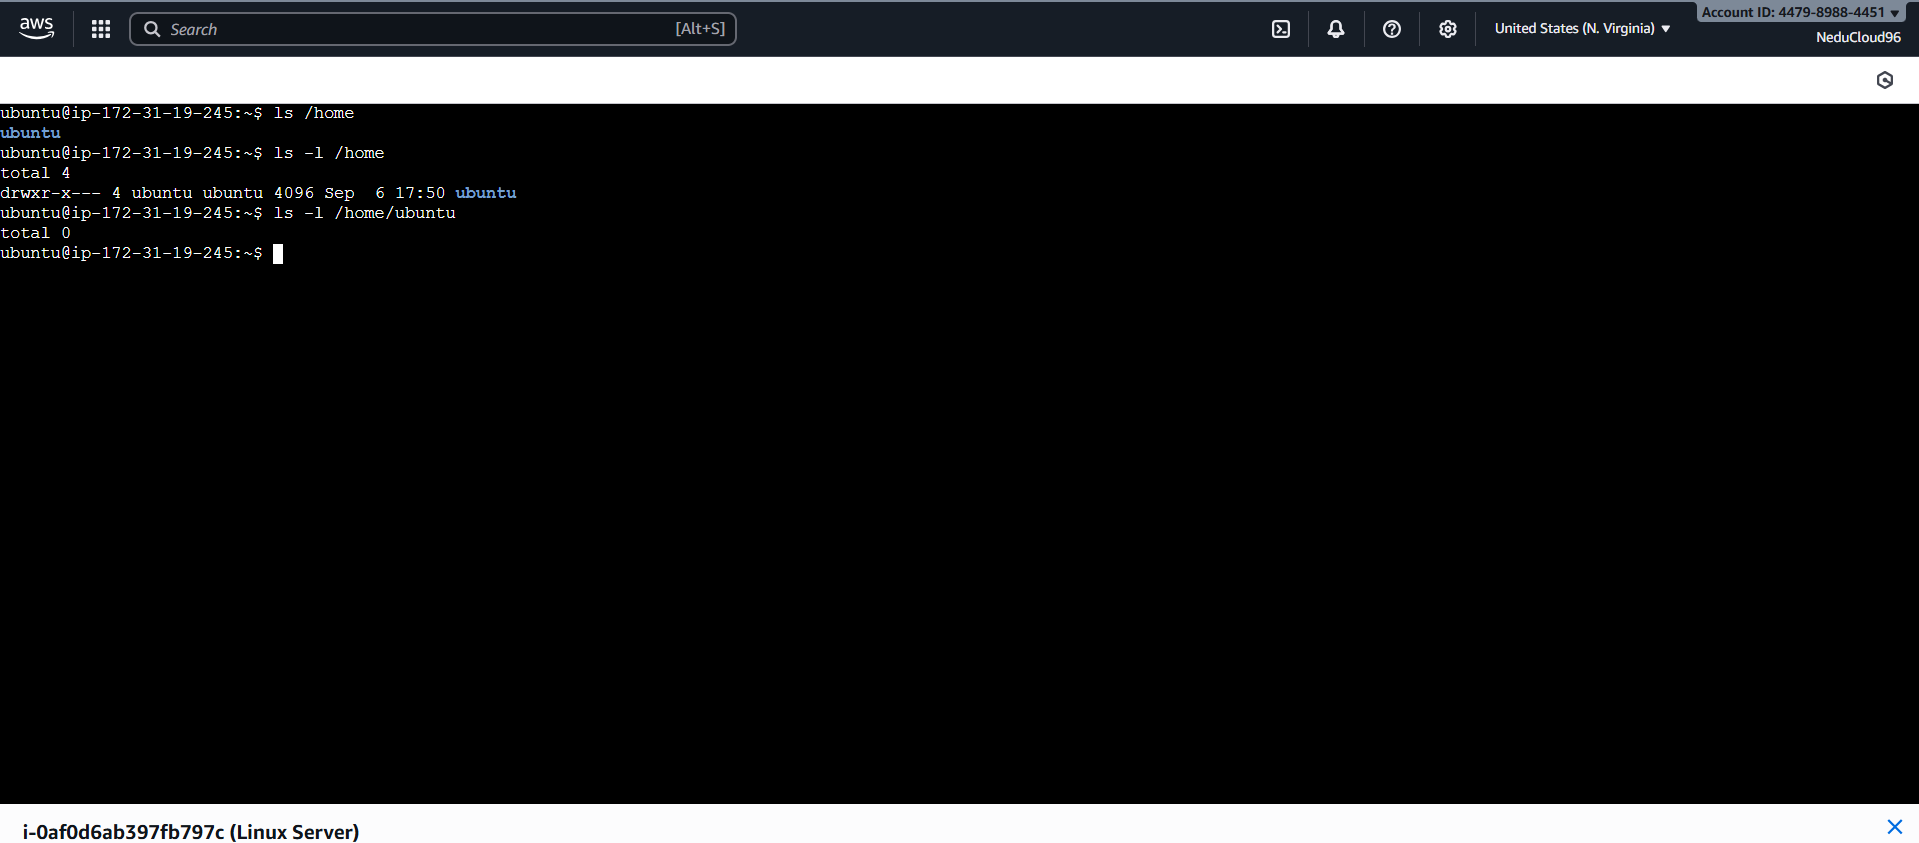 aws
Search [Alt+S]
United States (N. Virginia)
Account ID: 4479-8988-4451
NeduCloud96
ubuntu@ip-172-31-19-245:~$ ls /home
ubuntu
ubuntu@ip-172-31-19-245:~$ ls -l /home
total 4
drwxr-x--- 4 ubuntu ubuntu 4096 Sep  6 17:50 ubuntu
ubuntu@ip-172-31-19-245:~$ ls -l /home/ubuntu
total 0
ubuntu@ip-172-31-19-245:~$
i-0af0d6ab397fb797c (Linux Server)